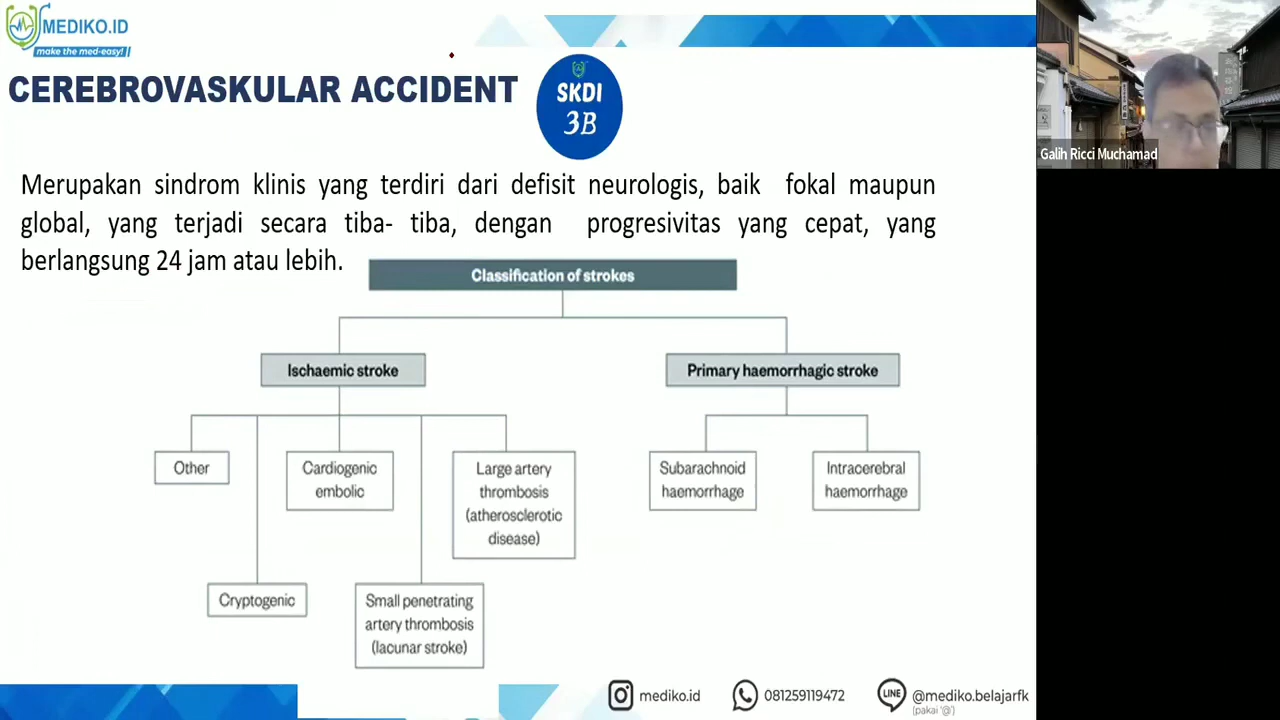 MEDIKO.ID
make the med-easy!
CEREBROVASKULAR ACCIDENT
SKDI
3B
Galih Ricci Muchamad
Merupakan sindrom klinis yang terdiri dari defisit neurologis, baik fokal maupun
global, yang terjadi secara tiba- tiba, dengan progresivitas yang cepat, yang
berlangsung 24 jam atau lebih.
Classification of strokes
Ischaemic stroke
Primary haemorrhagic stroke
Other
Cardiogenic
embolic
Large artery
thrombosis
(atherosclerotic
disease)
Subarachnoid
haemorrhage
Intracerebral
haemorrhage
Cryptogenic
Small penetrating
artery thrombosis
(lacunar stroke)
mediko.id
081259119472
LINE
@mediko.belajarfk
(pakai '@')